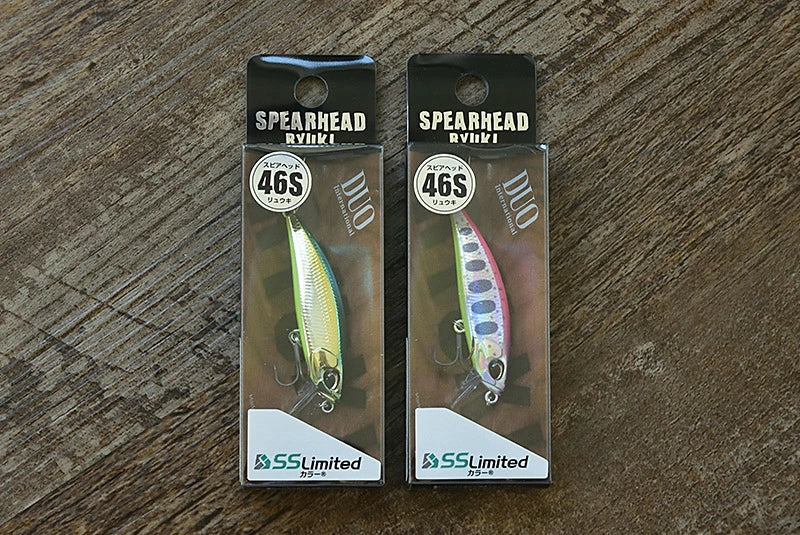 SPEARHEAD
RYUKI
スピアヘッド
46S
リュウキ
DUO
International
SSLimited
カラー®
SPEARHEAD
RYUKI
スピアヘッド
46S
リュウキ
DUO
International
SSLimited
カラー®